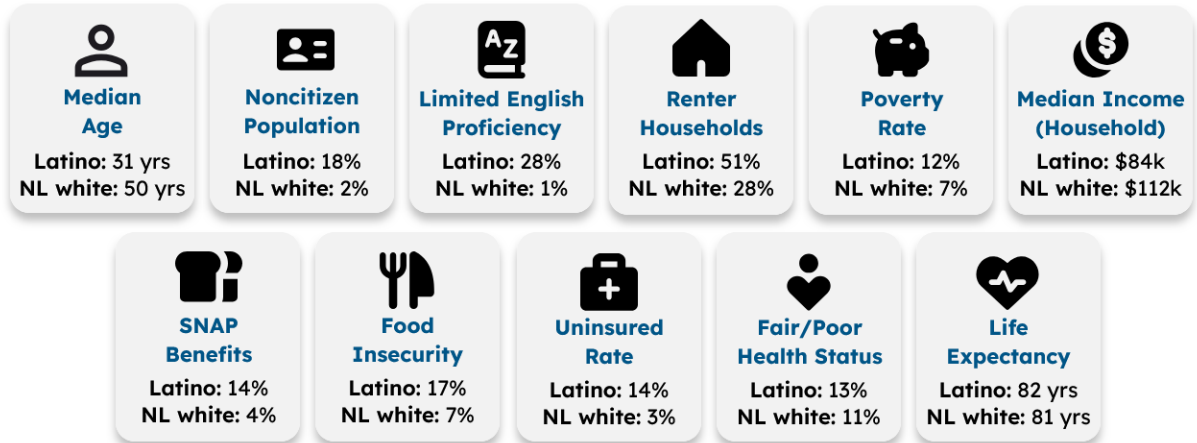 Median
Age
Latino: 31 yrs
NL white: 50 yrs
Noncitizen
Population
Latino: 18%
NL white: 2%
A Z
Limited English
Proficiency
Latino: 28%
NL white: 1%
Renter
Households
Latino: 51%
NL white: 28%
Poverty
Rate
Latino: 12%
NL white: 7%
$
Median Income
(Household)
Latino: $84k
NL white: $112k
SNAP
Benefits
Latino: 14%
NL white: 4%
Food
Insecurity
Latino: 17%
NL white: 7%
Uninsured
Rate
Latino: 14%
NL white: 3%
Fair/Poor
Health Status
Latino: 13%
NL white: 11%
Life
Expectancy
Latino: 82 yrs
NL white: 81 yrs